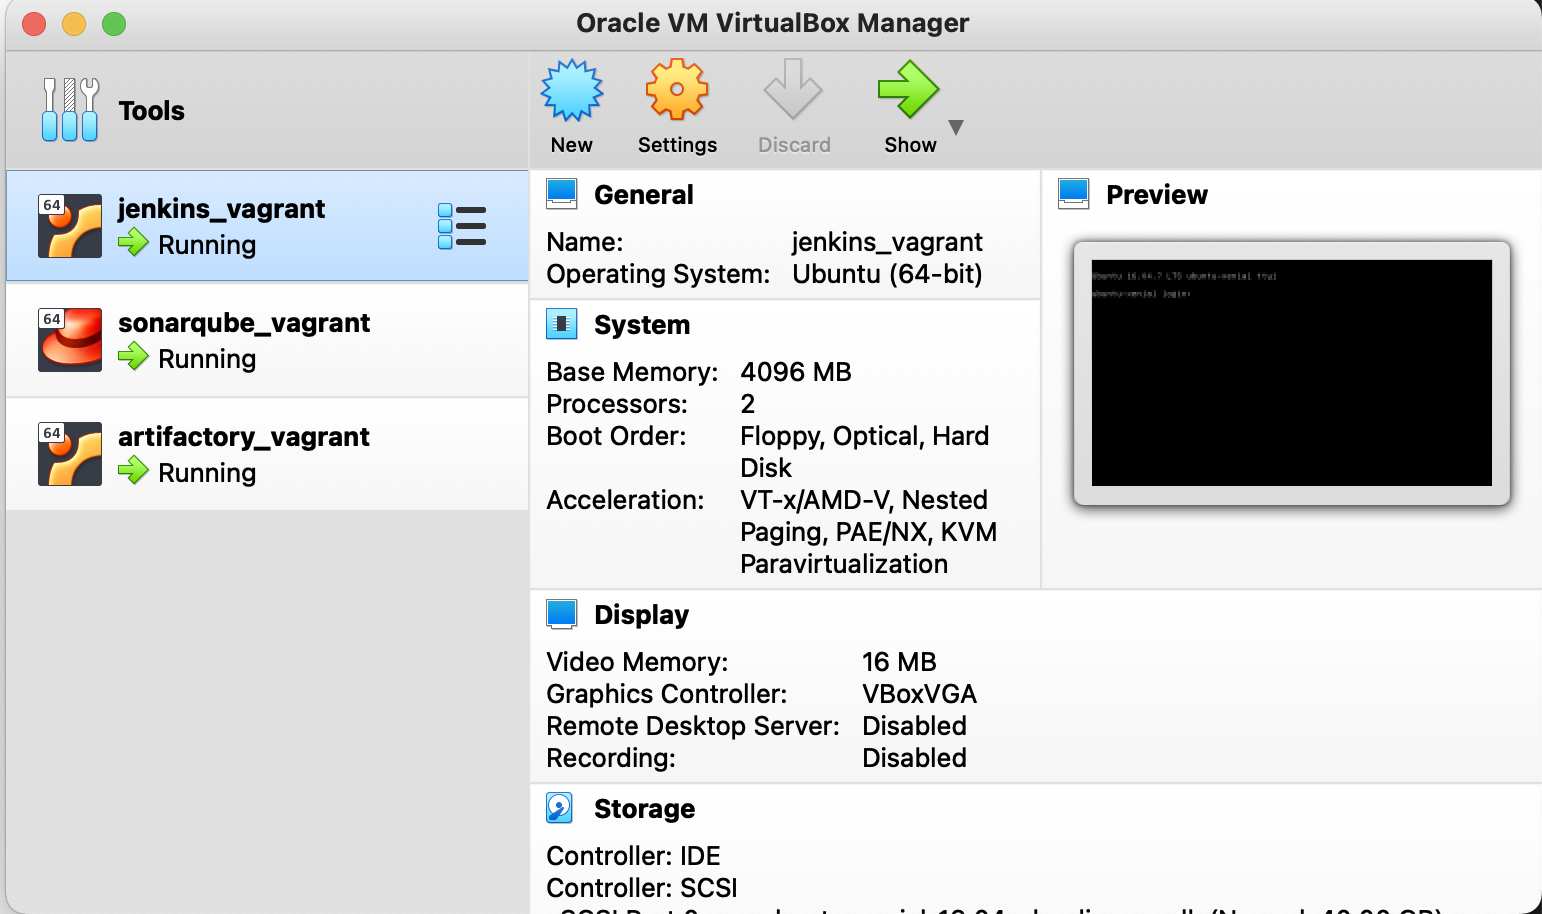 Oracle VM VirtualBox Manager
Tools
New
Settings
Discard
Show
64
jenkins_vagrant
Running
64
sonarqube_vagrant
Running
64
artifactory_vagrant
Running
General
Name: jenkins_vagrant
Operating System: Ubuntu (64-bit)
System
Base Memory: 4096 MB
Processors: 2
Boot Order: Floppy, Optical, Hard
Disk
Acceleration: VT-x/AMD-V, Nested
Paging, PAE/NX, KVM
Paravirtualization
Preview
Display
Video Memory: 16 MB
Graphics Controller: VBoxVGA
Remote Desktop Server: Disabled
Recording: Disabled
Storage
Controller: IDE
Controller: SCSI